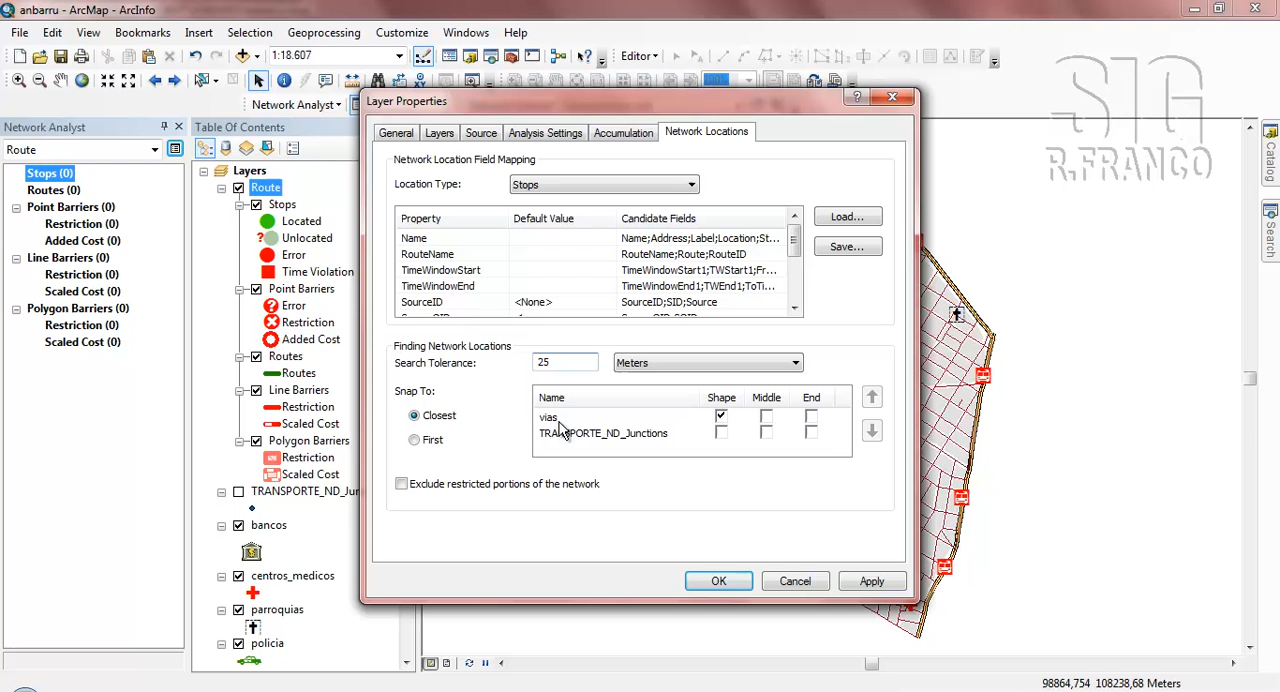 anbarru - ArcMap - ArcInfo
File Edit View Bookmarks Insert Selection Geoprocessing Customize Windows Help
1:18.607
Editor
Network Analyst
SIG
R.FRANCO
Network Analyst
Route
Stops (0)
Routes (0)
Point Barriers (0)
Restriction (0)
Added Cost (0)
Line Barriers (0)
Restriction (0)
Scaled Cost (0)
Polygon Barriers (0)
Restriction (0)
Scaled Cost (0)
Table Of Contents
Layers
Route
Stops
Located
Unlocated
Error
Time Violation
Point Barriers
Error
Restriction
Added Cost
Routes
Routes
Line Barriers
Restriction
Scaled Cost
Polygon Barriers
Restriction
Scaled Cost
TRANSPORTE_ND_Jun
bancos
centros_medicos
parroquias
policia
Layer Properties
General Layers Source Analysis Settings Accumulation Network Locations
Network Location Field Mapping
Location Type: Stops
Property Default Value Candidate Fields
Name Name;Address;Label;Location;St...
RouteName RouteName;Route;RouteID
TimeWindowStart TimeWindowStart1;TWStart1;Fr...
TimeWindowEnd TimeWindowEnd1;TWEnd1;ToTi...
SourceID <None> SourceID;SID;Source
Load...
Save...
Finding Network Locations
Search Tolerance: 25 Meters
Snap To:
Closest
First
Name Shape Middle End
vias
TRANSPORTE_ND_Junctions
Exclude restricted portions of the network
OK Cancel Apply
Catalog
Search
98864,754 108238,68 Meters